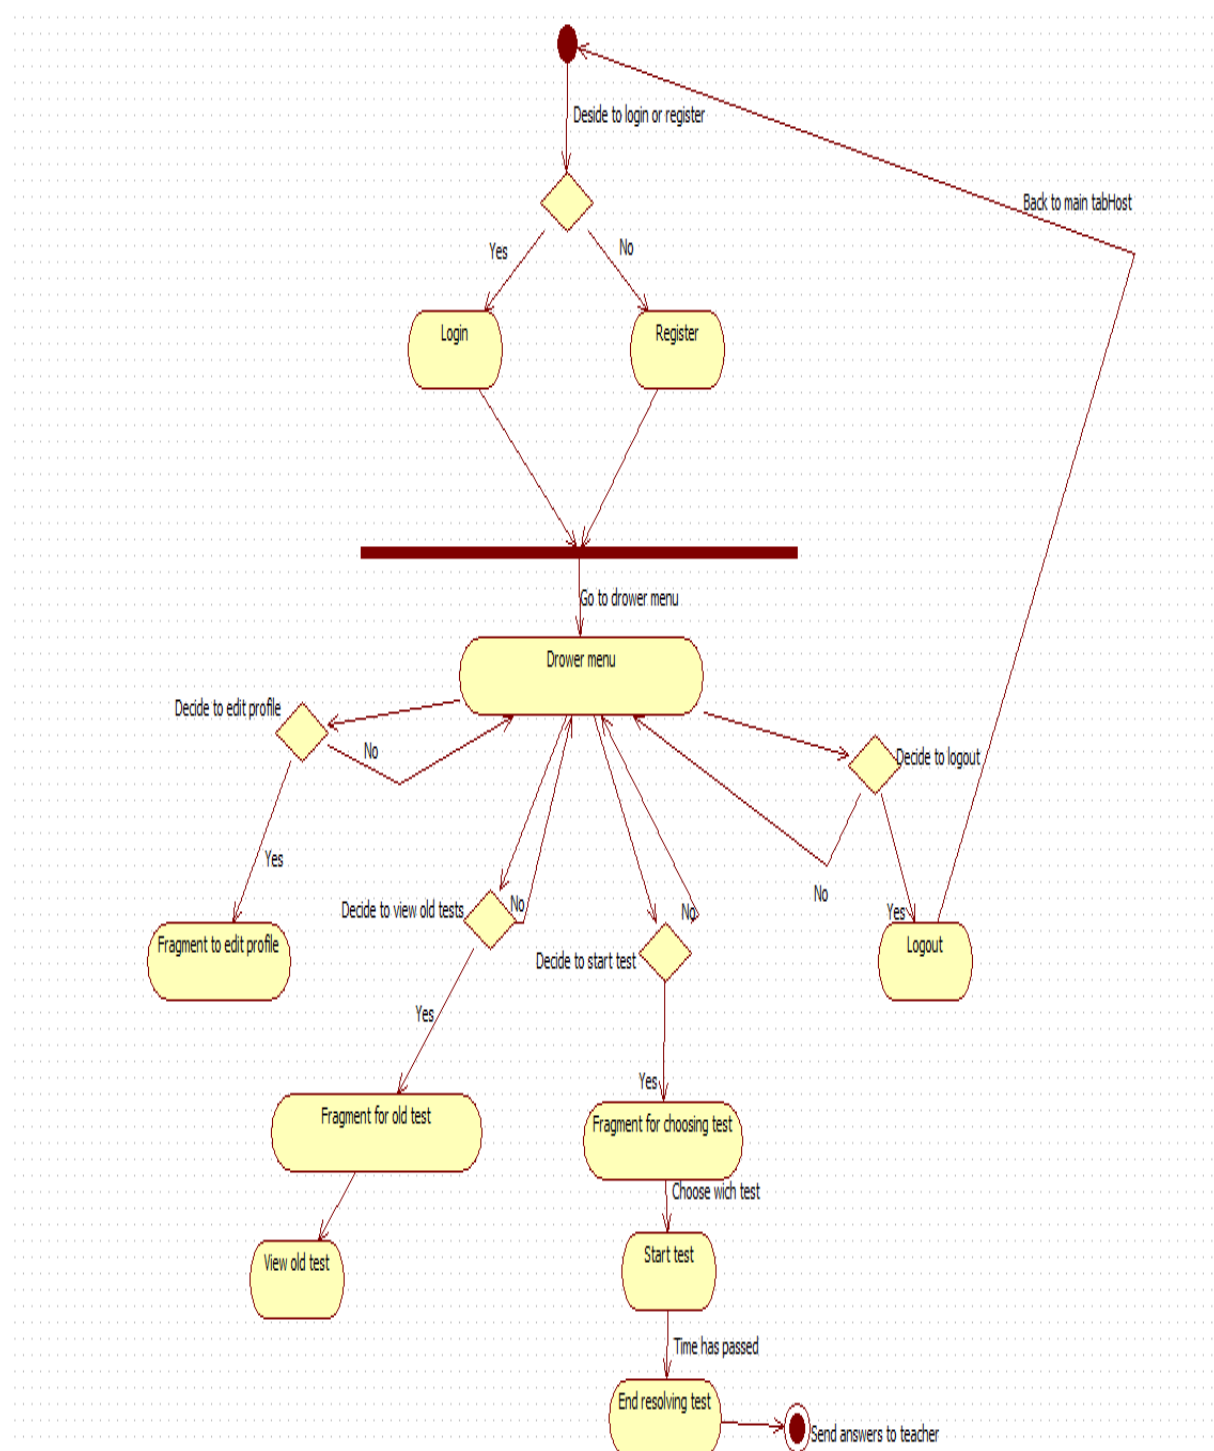 Deside to login or register
Back to main tabHost
Yes
No
Login
Register
Go to drower menu
Drower menu
Decide to edit profile
No
Decide to logout
Yes
No
Decide to view old tests
No
No
Yes
Fragment to edit profile
Decide to start test
Logout
Yes
Yes
Fragment for old test
Fragment for choosing test
Choose wich test
View old test
Start test
Time has passed
End resolving test
Send answers to teacher